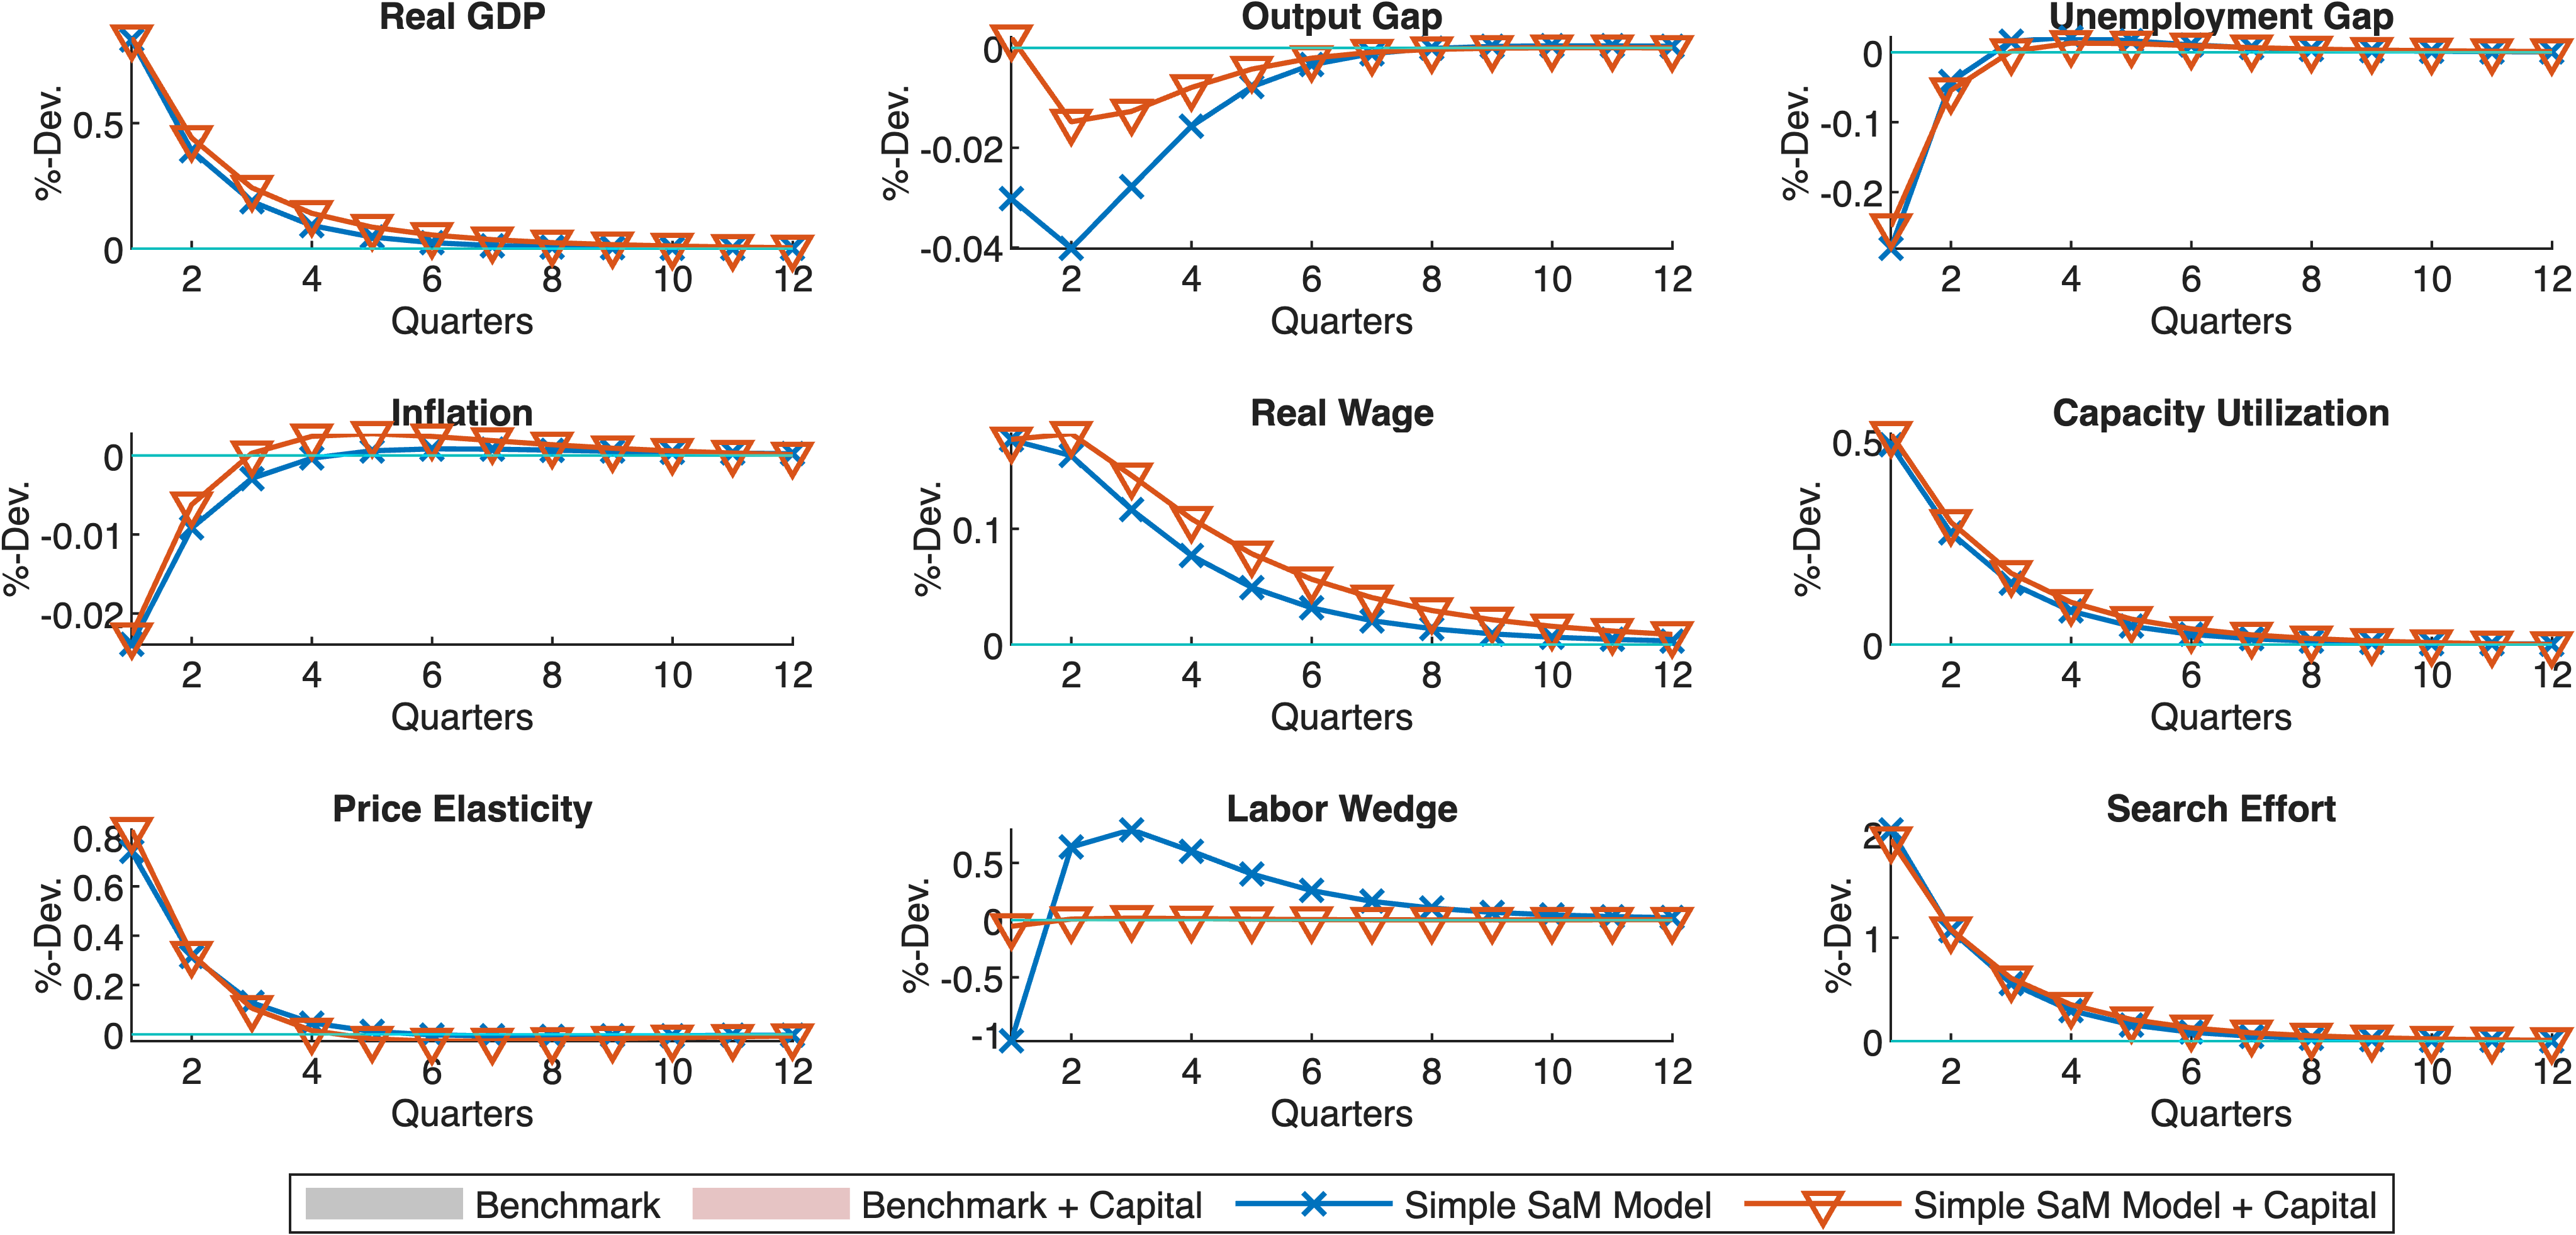 Real GDP
%-Dev.
0.5
0
2 4 6 8 10 12
Quarters
Output Gap
%-Dev.
0
-0.02
-0.04
2 4 6 8 10 12
Quarters
Unemployment Gap
%-Dev.
0
-0.1
-0.2
2 4 6 8 10 12
Quarters
Inflation
%-Dev.
0
-0.01
-0.02
2 4 6 8 10 12
Quarters
Real Wage
%-Dev.
0.1
0
2 4 6 8 10 12
Quarters
Capacity Utilization
%-Dev.
0.5
0
2 4 6 8 10 12
Quarters
Price Elasticity
%-Dev.
0.8
0.6
0.4
0.2
0
2 4 6 8 10 12
Quarters
Labor Wedge
%-Dev.
0.5
0
-0.5
-1
2 4 6 8 10 12
Quarters
Search Effort
%-Dev.
2
1
0
2 4 6 8 10 12
Quarters
Benchmark Benchmark + Capital Simple SaM Model Simple SaM Model + Capital